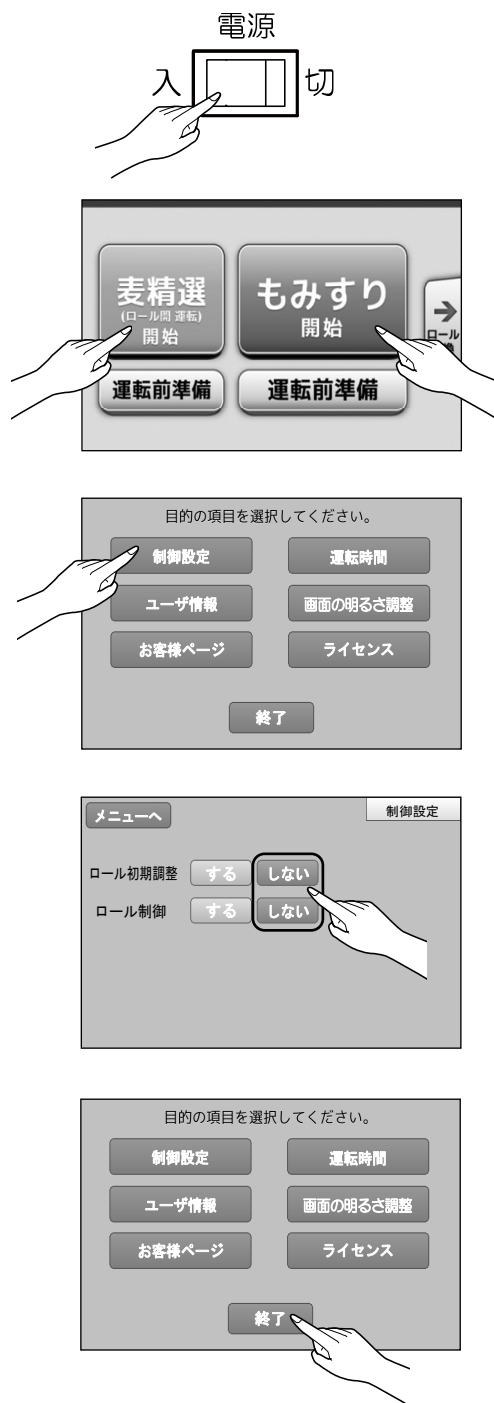 電源
入
切
麦精選
(ロール開 運転)
開始
もみすり
開始
ロール
運転前準備
運転前準備
目的の項目を選択してください。
制御設定
運転時間
ユーザ情報
画面の明るさ調整
お客様ページ
ライセンス
終了
メニューへ
制御設定
ロール初期調整
する
しない
ロール制御
する
しない
目的の項目を選択してください。
制御設定
運転時間
ユーザ情報
画面の明るさ調整
お客様ページ
ライセンス
終了